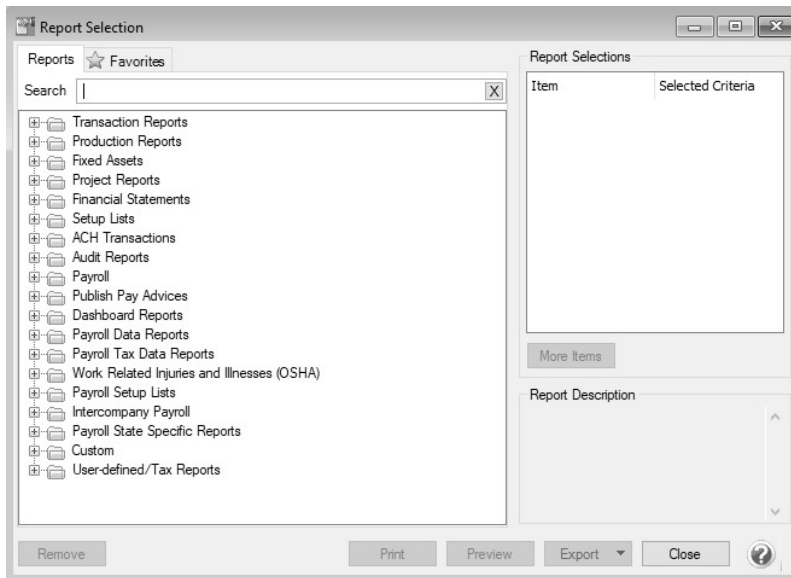 Report Selection
Reports Favorites
Search X
Transaction Reports
Production Reports
Fixed Assets
Project Reports
Financial Statements
Setup Lists
ACH Transactions
Audit Reports
Payroll
Publish Pay Advices
Dashboard Reports
Payroll Data Reports
Payroll Tax Data Reports
Work Related Injuries and Illnesses (OSHA)
Payroll Setup Lists
Intercompany Payroll
Payroll State Specific Reports
Custom
User-defined/Tax Reports
Report Selections
Item Selected Criteria
More Items
Report Description
Remove Print Preview Export Close ?